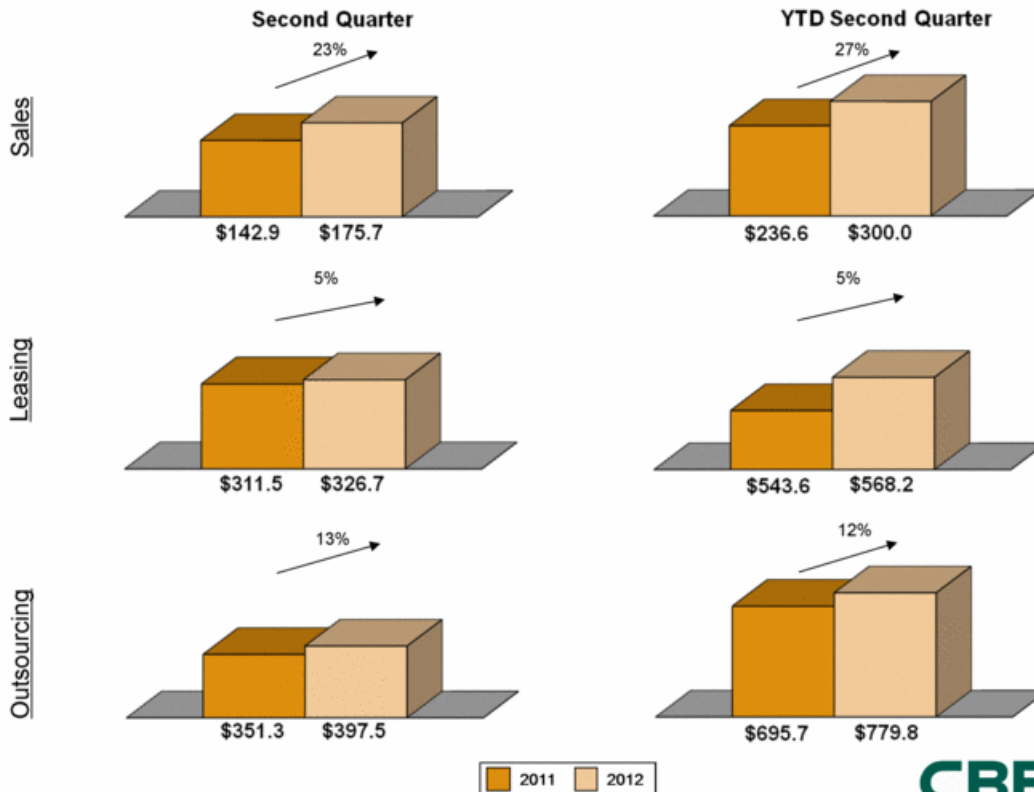 Second Quarter
YTD Second Quarter
Sales
23%
27%
$142.9 $175.7
$236.6 $300.0
Leasing
5%
5%
$311.5 $326.7
$543.6 $568.2
Outsourcing
13%
12%
$351.3 $397.5
$695.7 $779.8
2011 2012